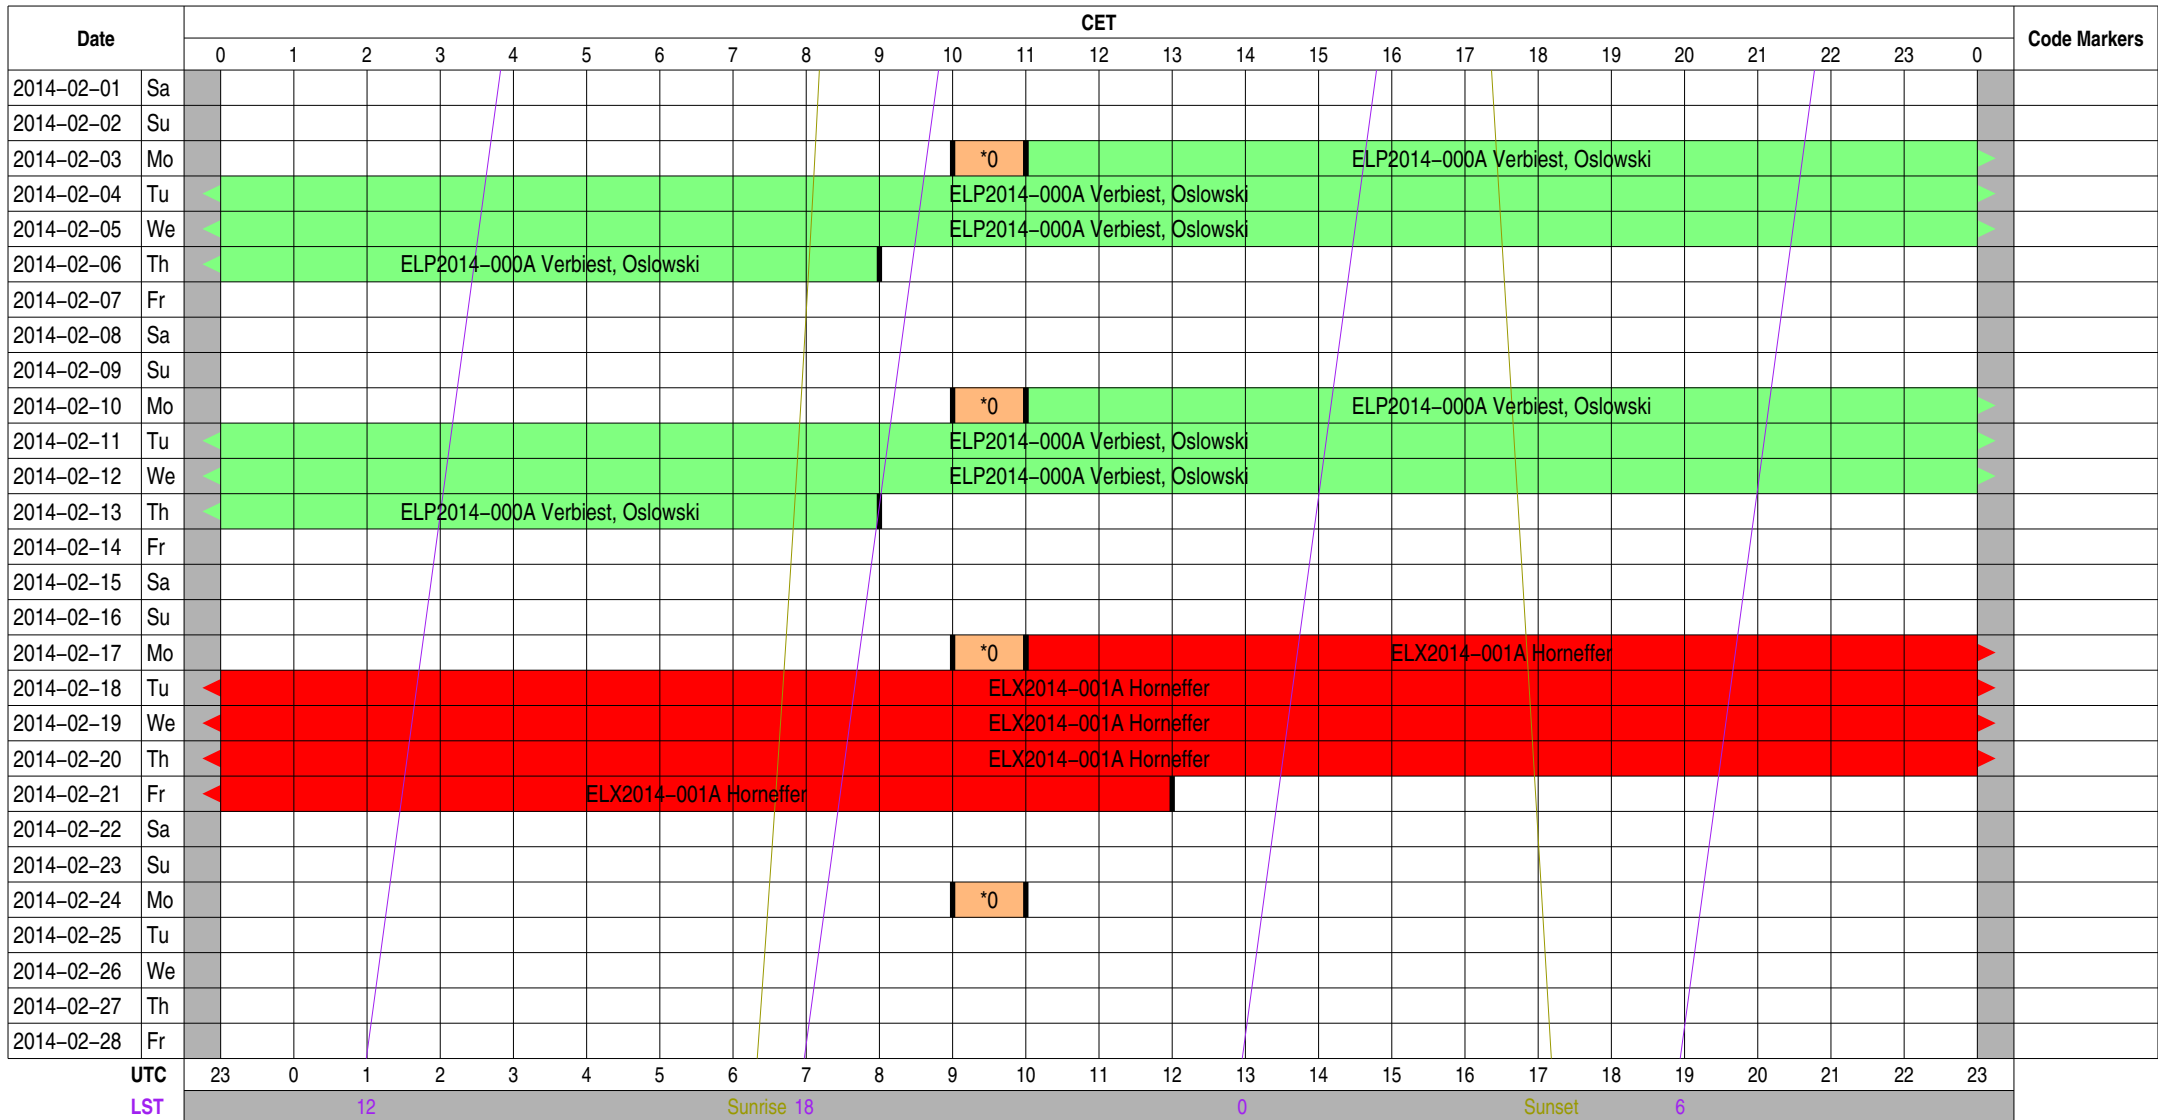 Date CET Code Markers
0 1 2 3 4 5 6 7 8 9 10 11 12 13 14 15 16 17 18 19 20 21 22 23 0
2014−02−01 Sa
2014−02−02 Su
2014−02−03 Mo *0 ELP2014−000A Verbiest, Oslowski
2014−02−04 Tu ELP2014−000A Verbiest, Oslowski
2014−02−05 We ELP2014−000A Verbiest, Oslowski
2014−02−06 Th ELP2014−000A Verbiest, Oslowski
2014−02−07 Fr
2014−02−08 Sa
2014−02−09 Su
2014−02−10 Mo *0 ELP2014−000A Verbiest, Oslowski
2014−02−11 Tu ELP2014−000A Verbiest, Oslowski
2014−02−12 We ELP2014−000A Verbiest, Oslowski
2014−02−13 Th ELP2014−000A Verbiest, Oslowski
2014−02−14 Fr
2014−02−15 Sa
2014−02−16 Su
2014−02−17 Mo *0 ELX2014−001A Horneffer
2014−02−18 Tu ELX2014−001A Horneffer
2014−02−19 We ELX2014−001A Horneffer
2014−02−20 Th ELX2014−001A Horneffer
2014−02−21 Fr ELX2014−001A Horneffer
2014−02−22 Sa
2014−02−23 Su
2014−02−24 Mo *0
2014−02−25 Tu
2014−02−26 We
2014−02−27 Th
2014−02−28 Fr
UTC 23 0 1 2 3 4 5 6 7 8 9 10 11 12 13 14 15 16 17 18 19 20 21 22 23
LST 12 Sunrise 18 0 Sunset 6